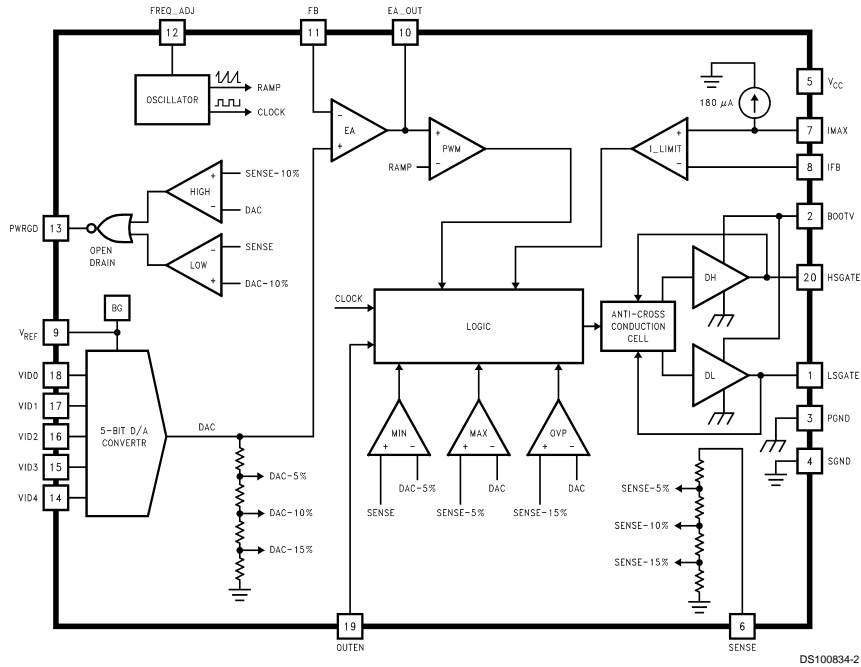 FREQ_ADJ
FB
EA_OUT
12
11
10
OSCILLATOR
RAMP
CLOCK
-
EA
+
+
PWM
RAMP
-
180 μA
5
VCC
+
I_LIMIT
-
7
IMAX
8
IFB
2
BOOTV
+
HIGH
-
SENSE-10%
DAC
PWRGD
13
OPEN
DRAIN
-
LOW
+
SENSE
DAC-10%
DH
20
HSGATE
CLOCK
LOGIC
ANTI-CROSS
CONDUCTION
CELL
BG
VREF
9
VID0
18
VID1
17
VID2
16
VID3
15
VID4
14
5-BIT D/A
CONVERTR
DAC
DAC-5%
DAC-10%
DAC-15%
DL
1
LSGATE
3
PGND
4
SGND
MIN
+ -
SENSE
DAC-5%
MAX
+ -
SENSE-5%
DAC
OVP
+ -
SENSE-15%
DAC
SENSE-5%
SENSE-10%
SENSE-15%
19
OUTEN
6
SENSE
DS100834-2